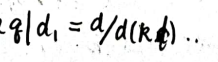 q|d₁ = d/d(k,f) ..